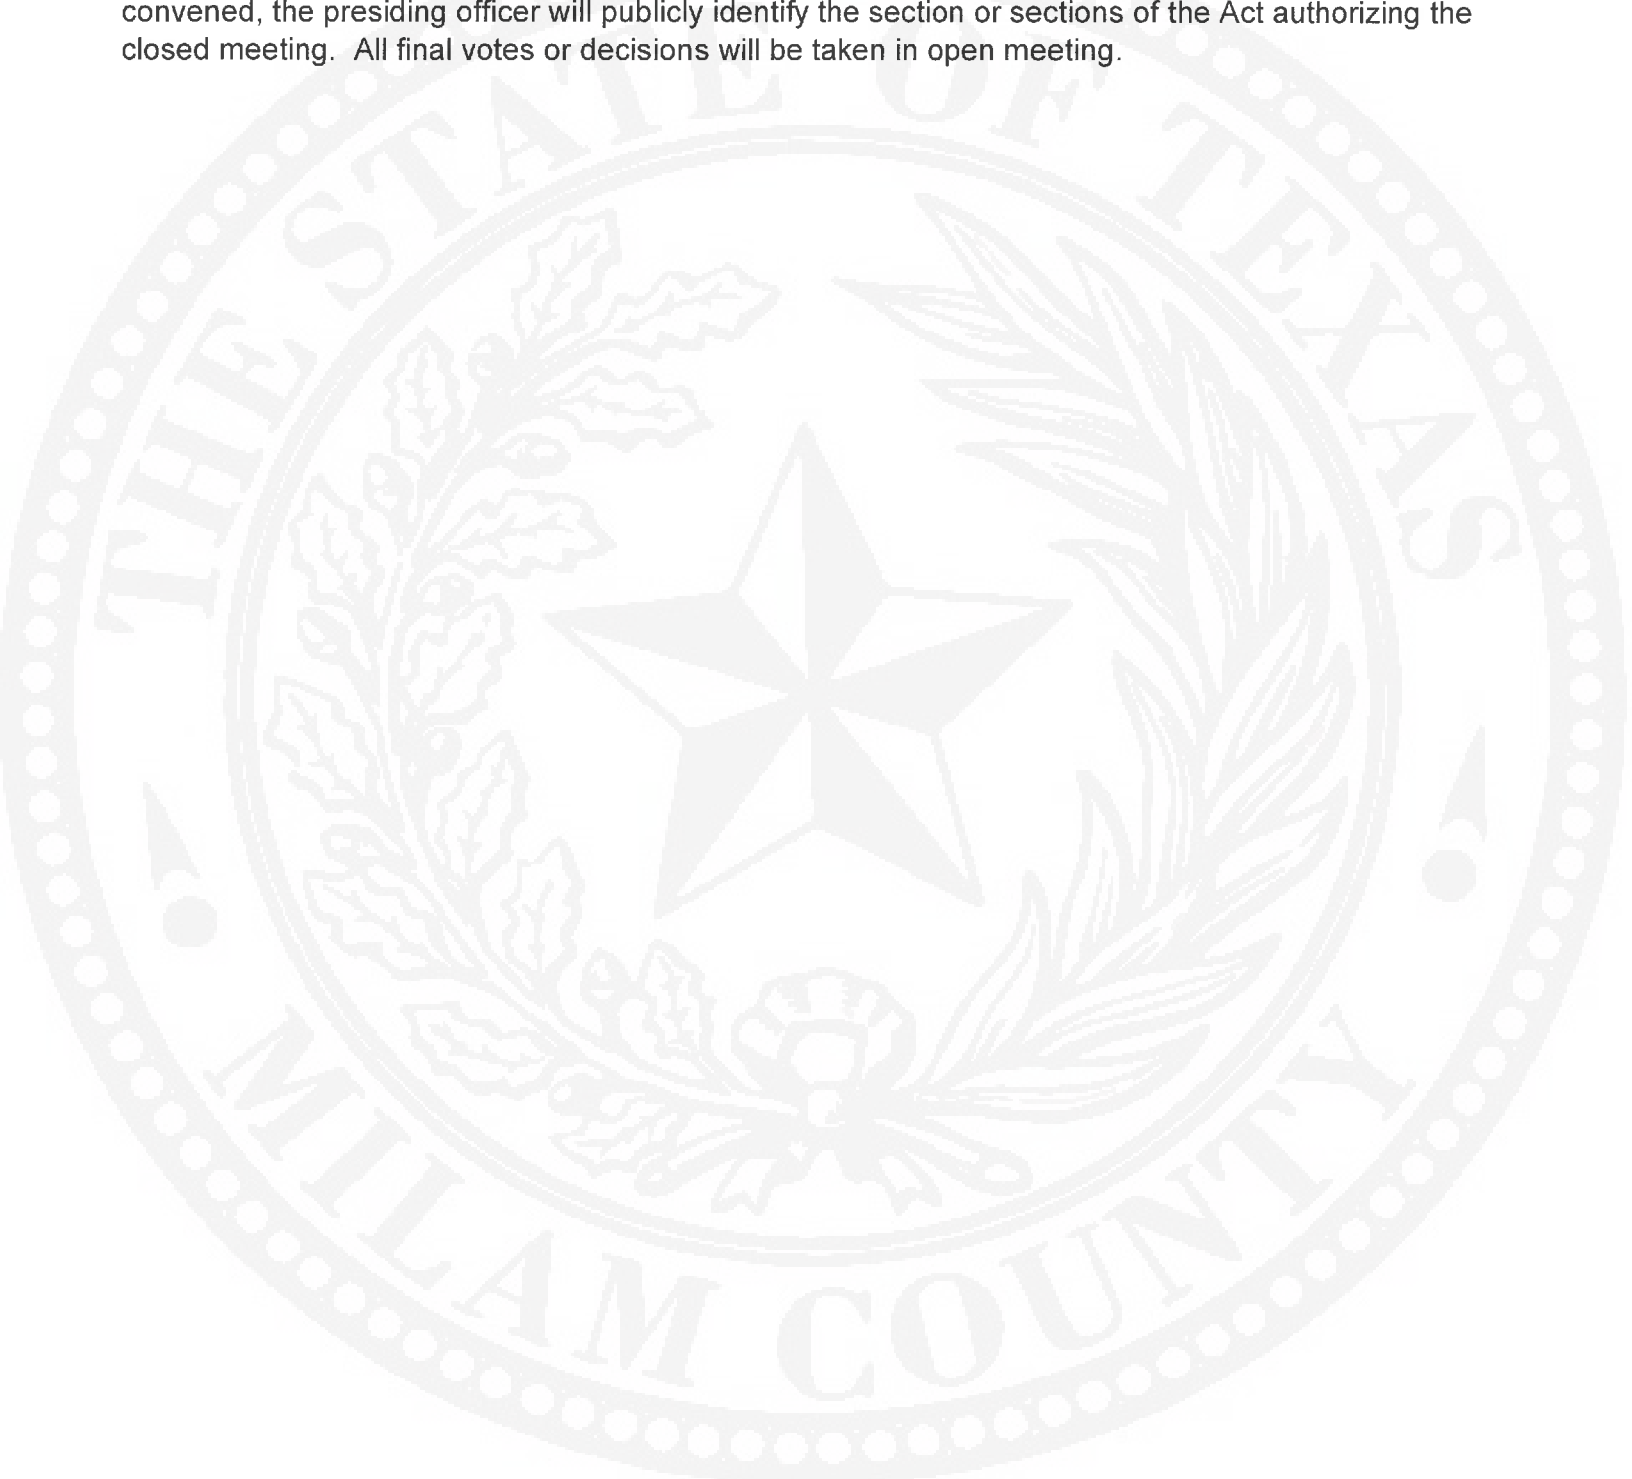 convened, the presiding officer will publicly identify the section or sections of the Act authorizing the
closed meeting.  All final votes or decisions will be taken in open meeting.
THE STATE OF TEXAS
MILAM COUNTY